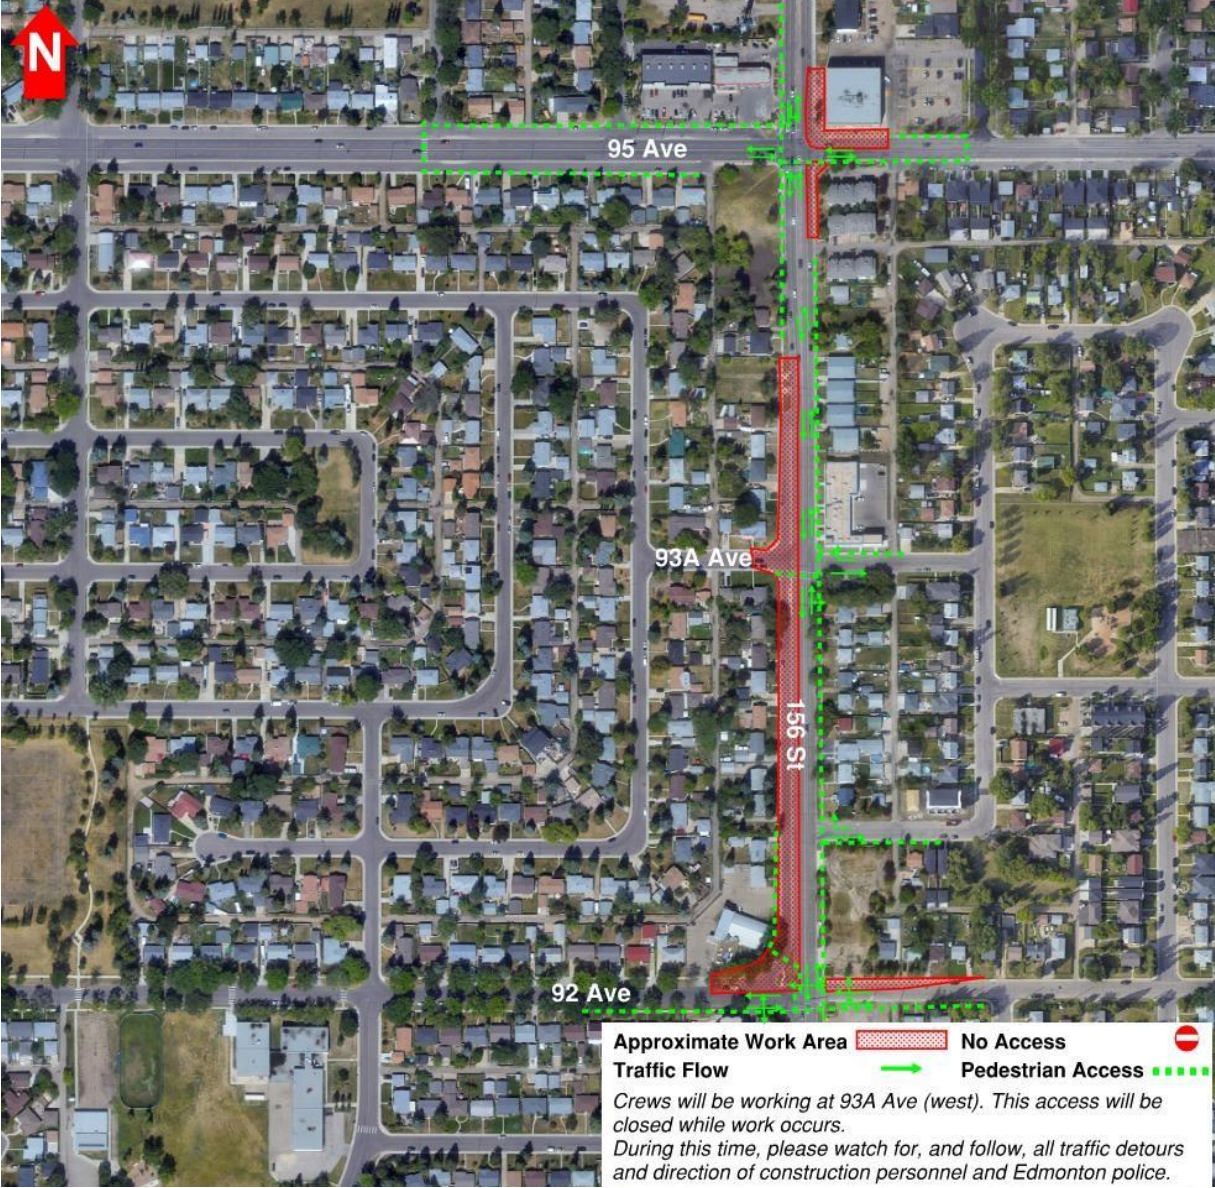 N
95 Ave
93A Ave
156 St
92 Ave
Approximate Work Area No Access
Traffic Flow Pedestrian Access
Crews will be working at 93A Ave (west). This access will be
closed while work occurs.
During this time, please watch for, and follow, all traffic detours
and direction of construction personnel and Edmonton police.